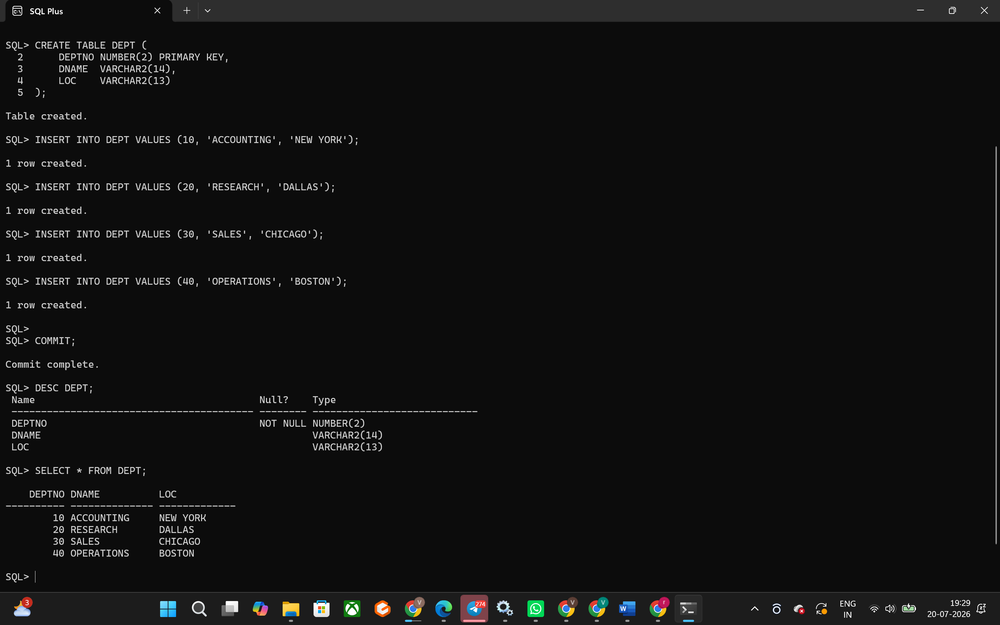 SQL Plus
SQL> CREATE TABLE DEPT (
  2      DEPTNO NUMBER(2) PRIMARY KEY,
  3      DNAME  VARCHAR2(14),
  4      LOC    VARCHAR2(13)
  5  );
Table created.
SQL> INSERT INTO DEPT VALUES (10, 'ACCOUNTING', 'NEW YORK');
1 row created.
SQL> INSERT INTO DEPT VALUES (20, 'RESEARCH', 'DALLAS');
1 row created.
SQL> INSERT INTO DEPT VALUES (30, 'SALES', 'CHICAGO');
1 row created.
SQL> INSERT INTO DEPT VALUES (40, 'OPERATIONS', 'BOSTON');
1 row created.
SQL>
SQL> COMMIT;
Commit complete.
SQL> DESC DEPT;
 Name                                      Null?    Type
 ----------------------------------------- -------- ----------------------------
 DEPTNO                                    NOT NULL NUMBER(2)
 DNAME                                              VARCHAR2(14)
 LOC                                                VARCHAR2(13)
SQL> SELECT * FROM DEPT;
    DEPTNO DNAME          LOC
---------- -------------- -------------
        10 ACCOUNTING     NEW YORK
        20 RESEARCH       DALLAS
        30 SALES          CHICAGO
        40 OPERATIONS     BOSTON
SQL>
3
V
274
V
V
W
r
ENG
IN
19:29
20-07-2026